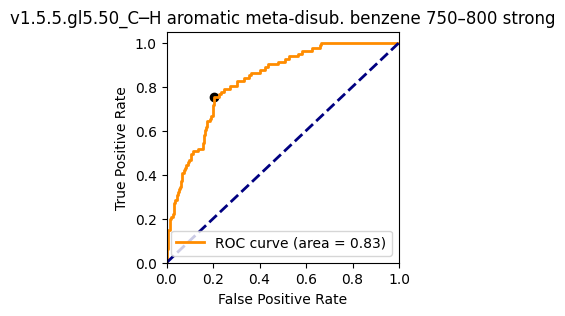 v1.5.5.gl5.50_C─H aromatic meta-disub. benzene 750–800 strong
1.0
0.8
0.6
0.4
0.2
0.0
True Positive Rate
ROC curve (area = 0.83)
0.0 0.2 0.4 0.6 0.8 1.0
False Positive Rate